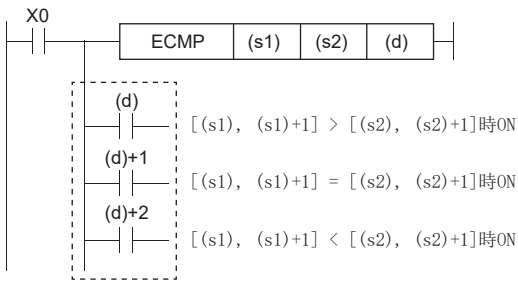 X0
ECMP (s1) (s2) (d)
(d) [(s1), (s1)+1] > [(s2), (s2)+1]時ON
(d)+1 [(s1), (s1)+1] = [(s2), (s2)+1]時ON
(d)+2 [(s1), (s1)+1] < [(s2), (s2)+1]時ON